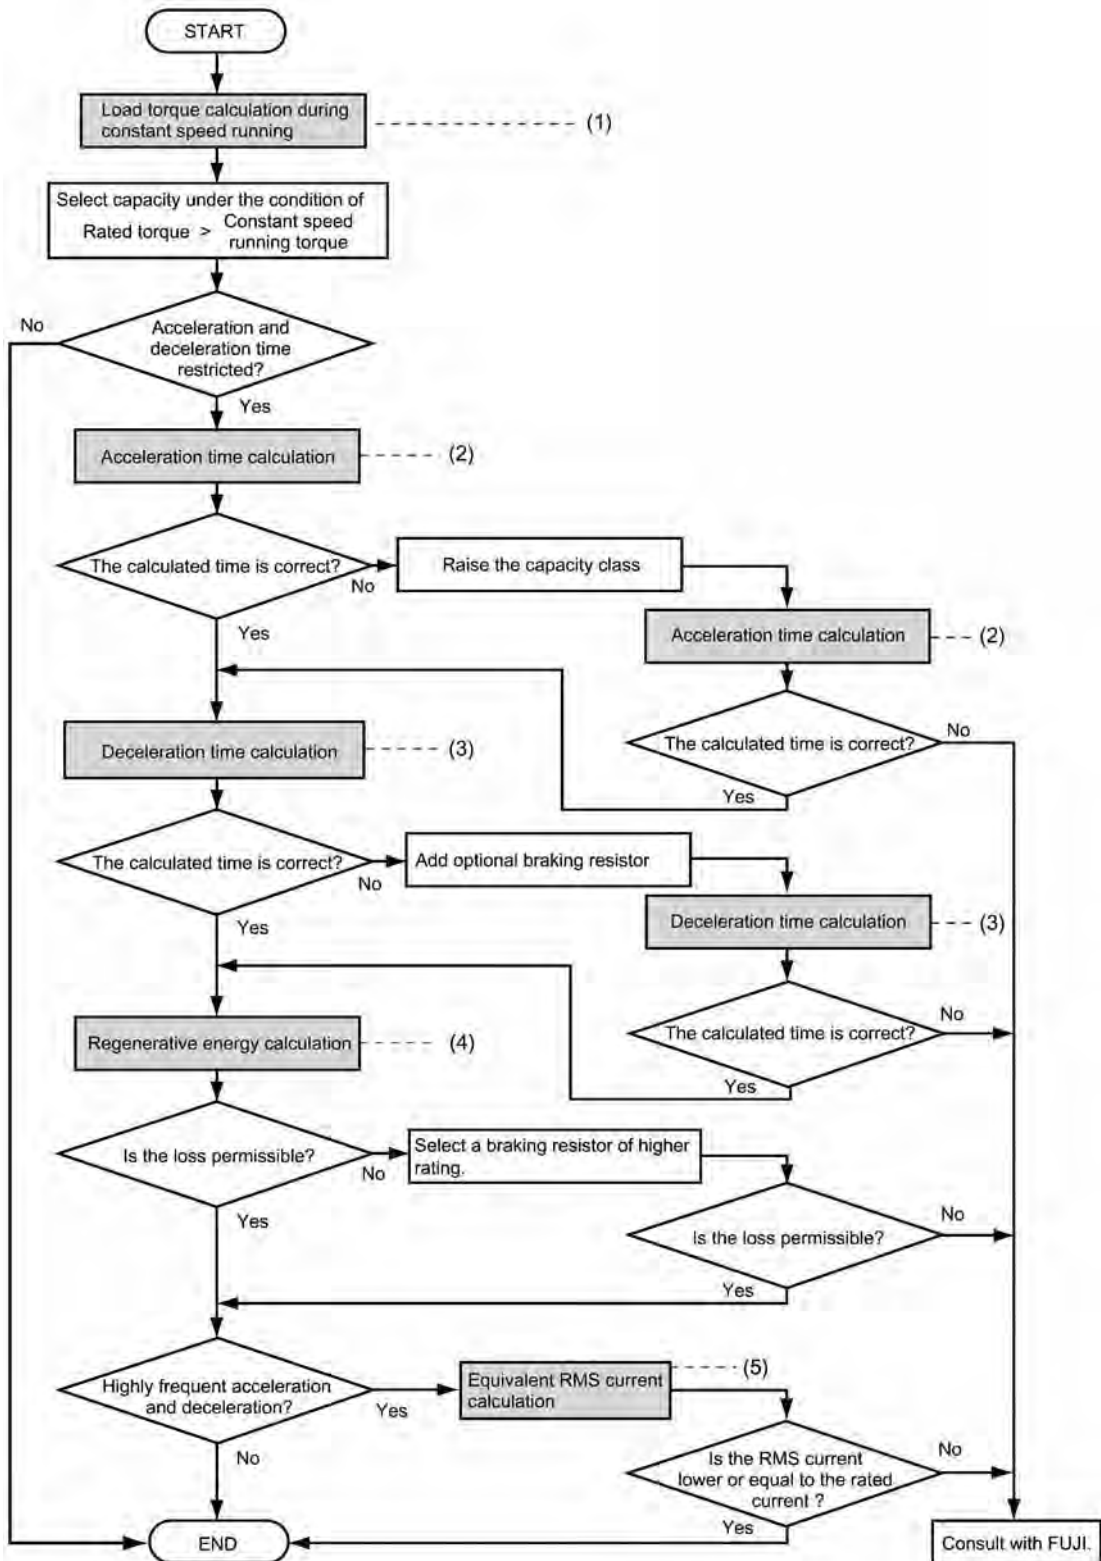 START
Load torque calculation during
constant speed running
(1)
Select capacity under the condition of
Rated torque > Constant speed
running torque
No
Acceleration and
deceleration time
restricted?
Yes
Acceleration time calculation
(2)
The calculated time is correct?
No
Raise the capacity class
Yes
Acceleration time calculation
(2)
Deceleration time calculation
(3)
The calculated time is correct?
No
Yes
The calculated time is correct?
No
Add optional braking resistor
Yes
Deceleration time calculation
(3)
Regenerative energy calculation
(4)
The calculated time is correct?
No
Yes
Is the loss permissible?
No
Select a braking resistor of higher
rating.
Yes
Is the loss permissible?
No
Yes
Highly frequent acceleration
and deceleration?
Yes
Equivalent RMS current
calculation
(5)
No
Is the RMS current
lower or equal to the rated
current ?
No
Yes
END
Consult with FUJI.